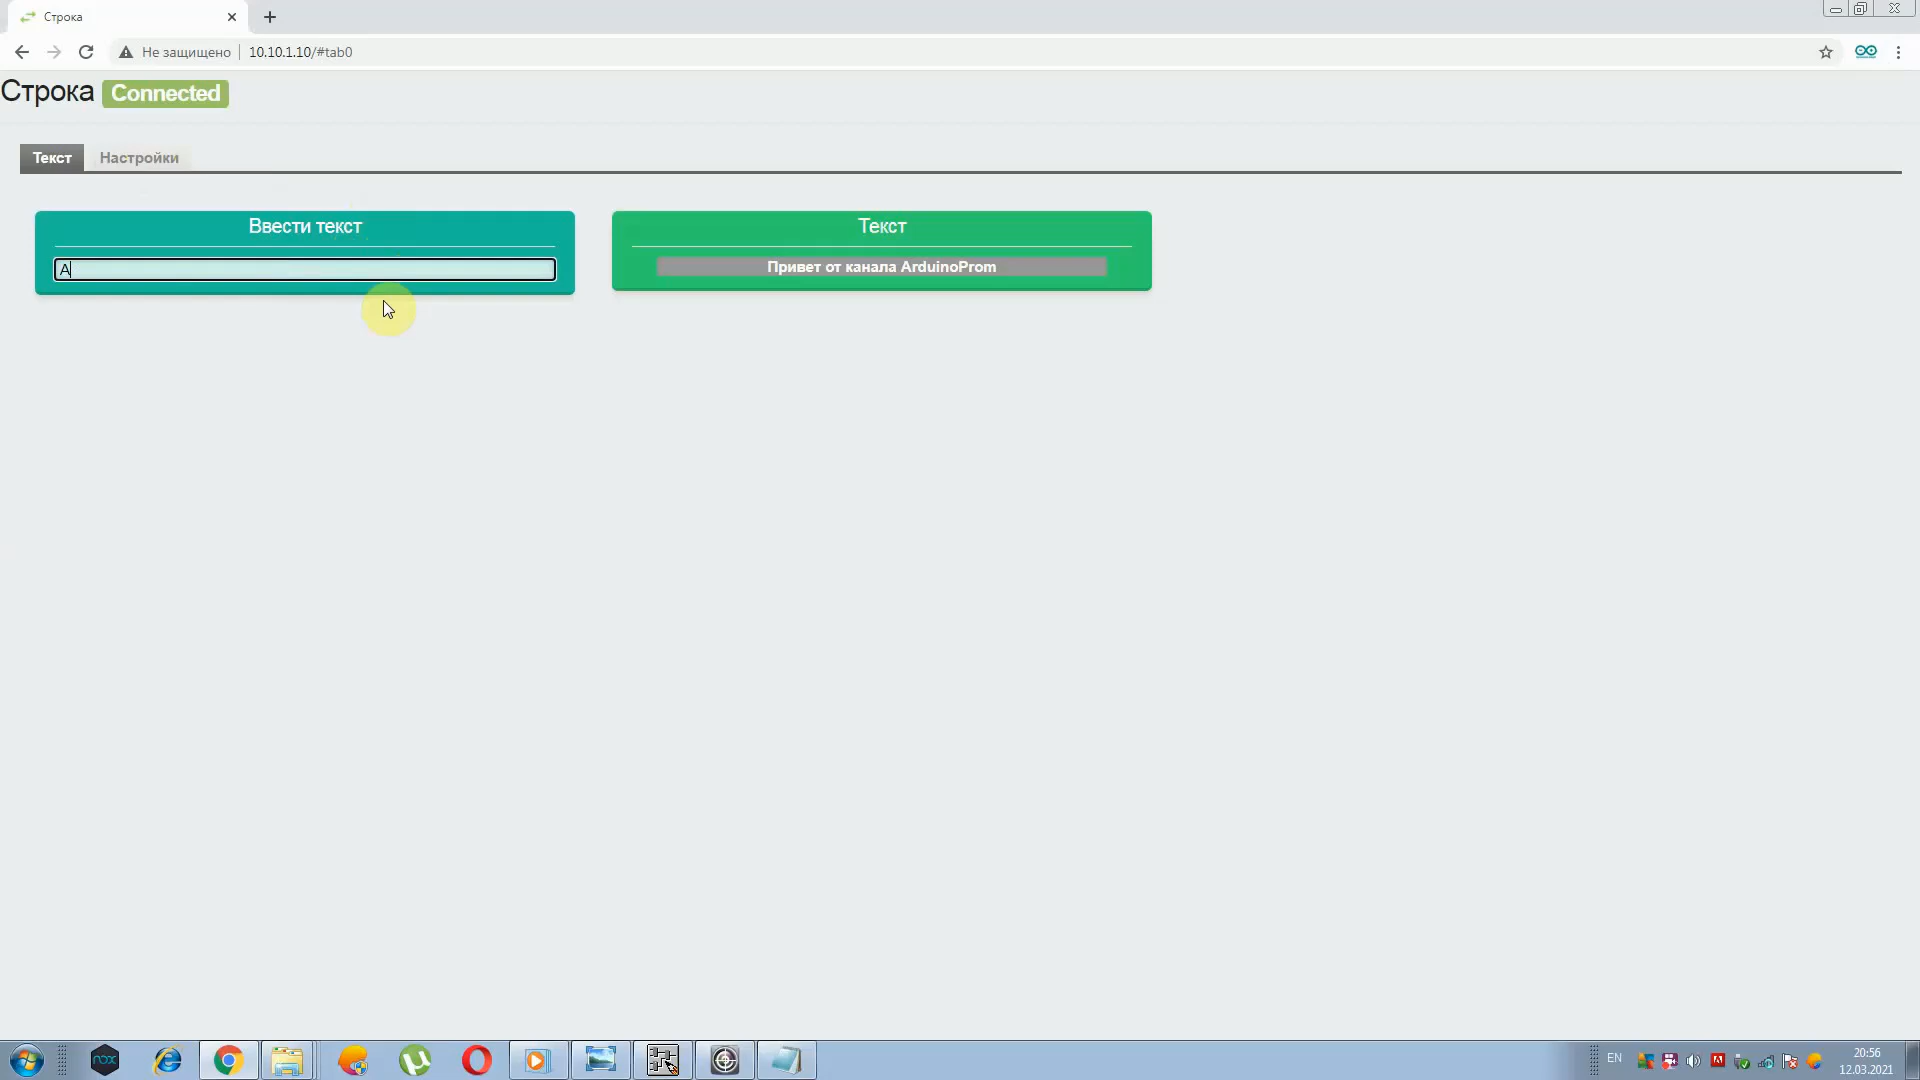 Строка
Не защищено 10.10.1.10/#tab0
Строка Connected
Текст Настройки
Ввести текст
A
Текст
Привет от канала ArduinoProm
nox
EN
20:56
12.03.2021